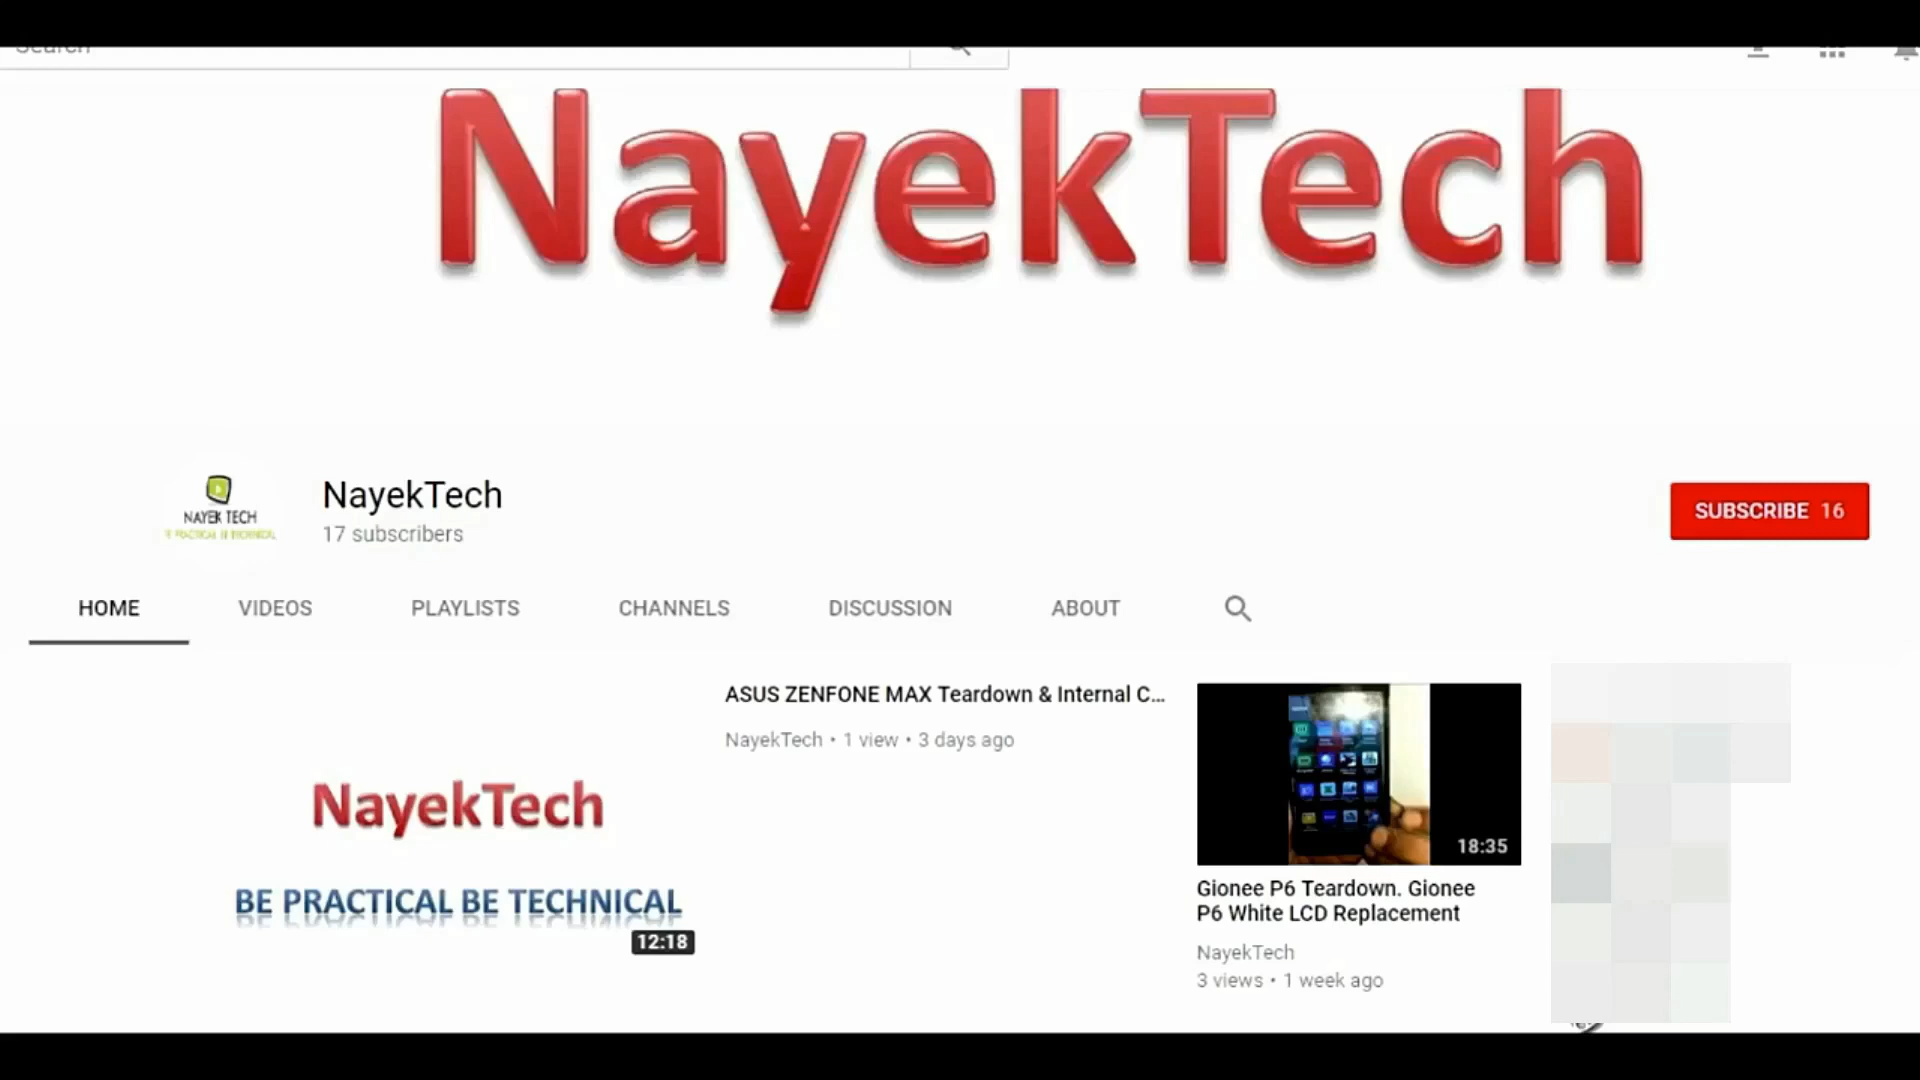 Search
NayekTech
NAYEK TECH
NayekTech
17 subscribers
SUBSCRIBE 16
HOME VIDEOS PLAYLISTS CHANNELS DISCUSSION ABOUT
ASUS ZENFONE MAX Teardown & Internal C...
NayekTech • 1 view • 3 days ago
NayekTech
BE PRACTICAL BE TECHNICAL
12:18
18:35
Gionee P6 Teardown. Gionee
P6 White LCD Replacement
NayekTech
3 views • 1 week ago